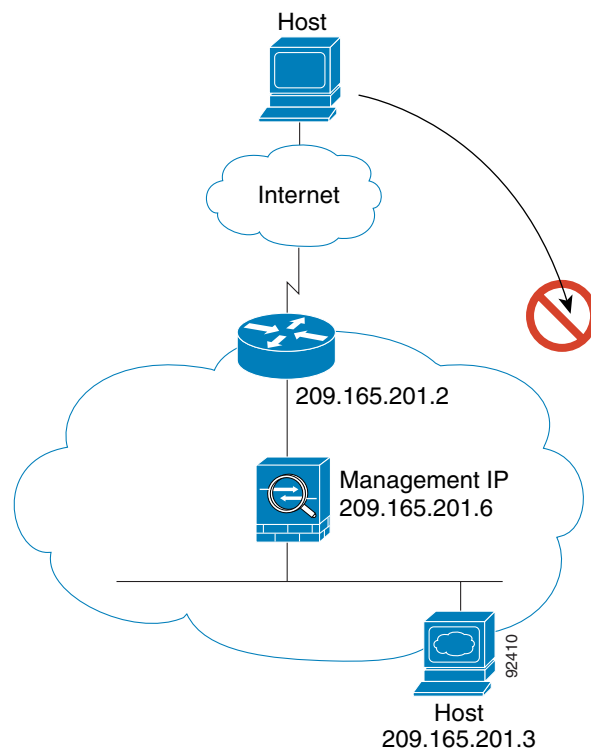 Host
Internet
209.165.201.2
Management IP
209.165.201.6
92410
Host
209.165.201.3